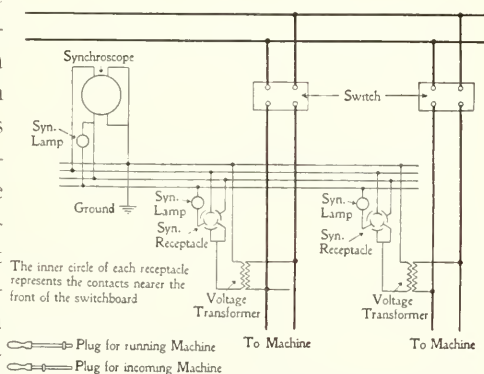 Synchroscope
Switch
Syn.
Lamp
Ground
Syn.
Lamp
Syn.
Receptacle
Syn.
Lamp
Syn.
Receptacle
The inner circle of each receptacle
represents the contacts nearer the
front of the switchboard
Voltage
Transformer
Voltage
Transformer
Plug for running Machine
To Machine
To Machine
Plug for incoming Machine